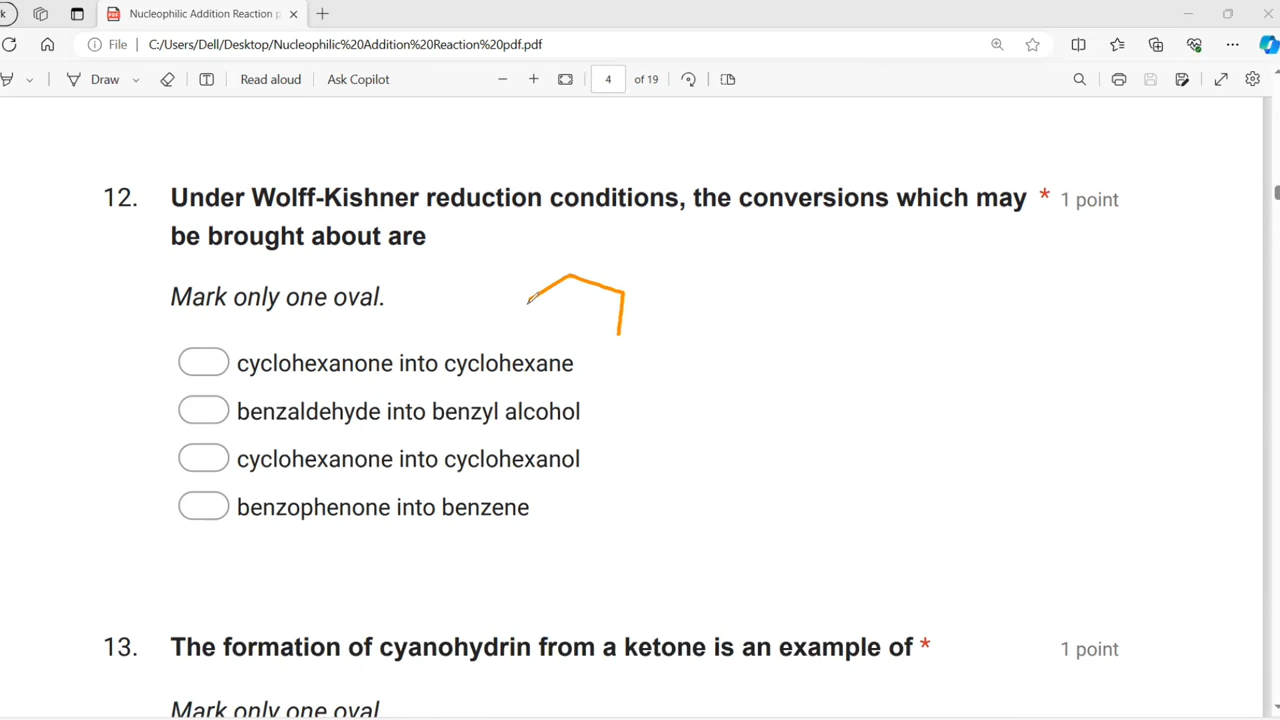 k
Nucleophilic Addition Reaction p
File
C:/Users/Dell/Desktop/Nucleophilic%20Addition%20Reaction%20pdf.pdf
Draw
Read aloud
Ask Copilot
4
of 19
12. Under Wolff-Kishner reduction conditions, the conversions which may * 1 point
be brought about are
Mark only one oval.
cyclohexanone into cyclohexane
benzaldehyde into benzyl alcohol
cyclohexanone into cyclohexanol
benzophenone into benzene
13. The formation of cyanohydrin from a ketone is an example of * 1 point
Mark only one oval